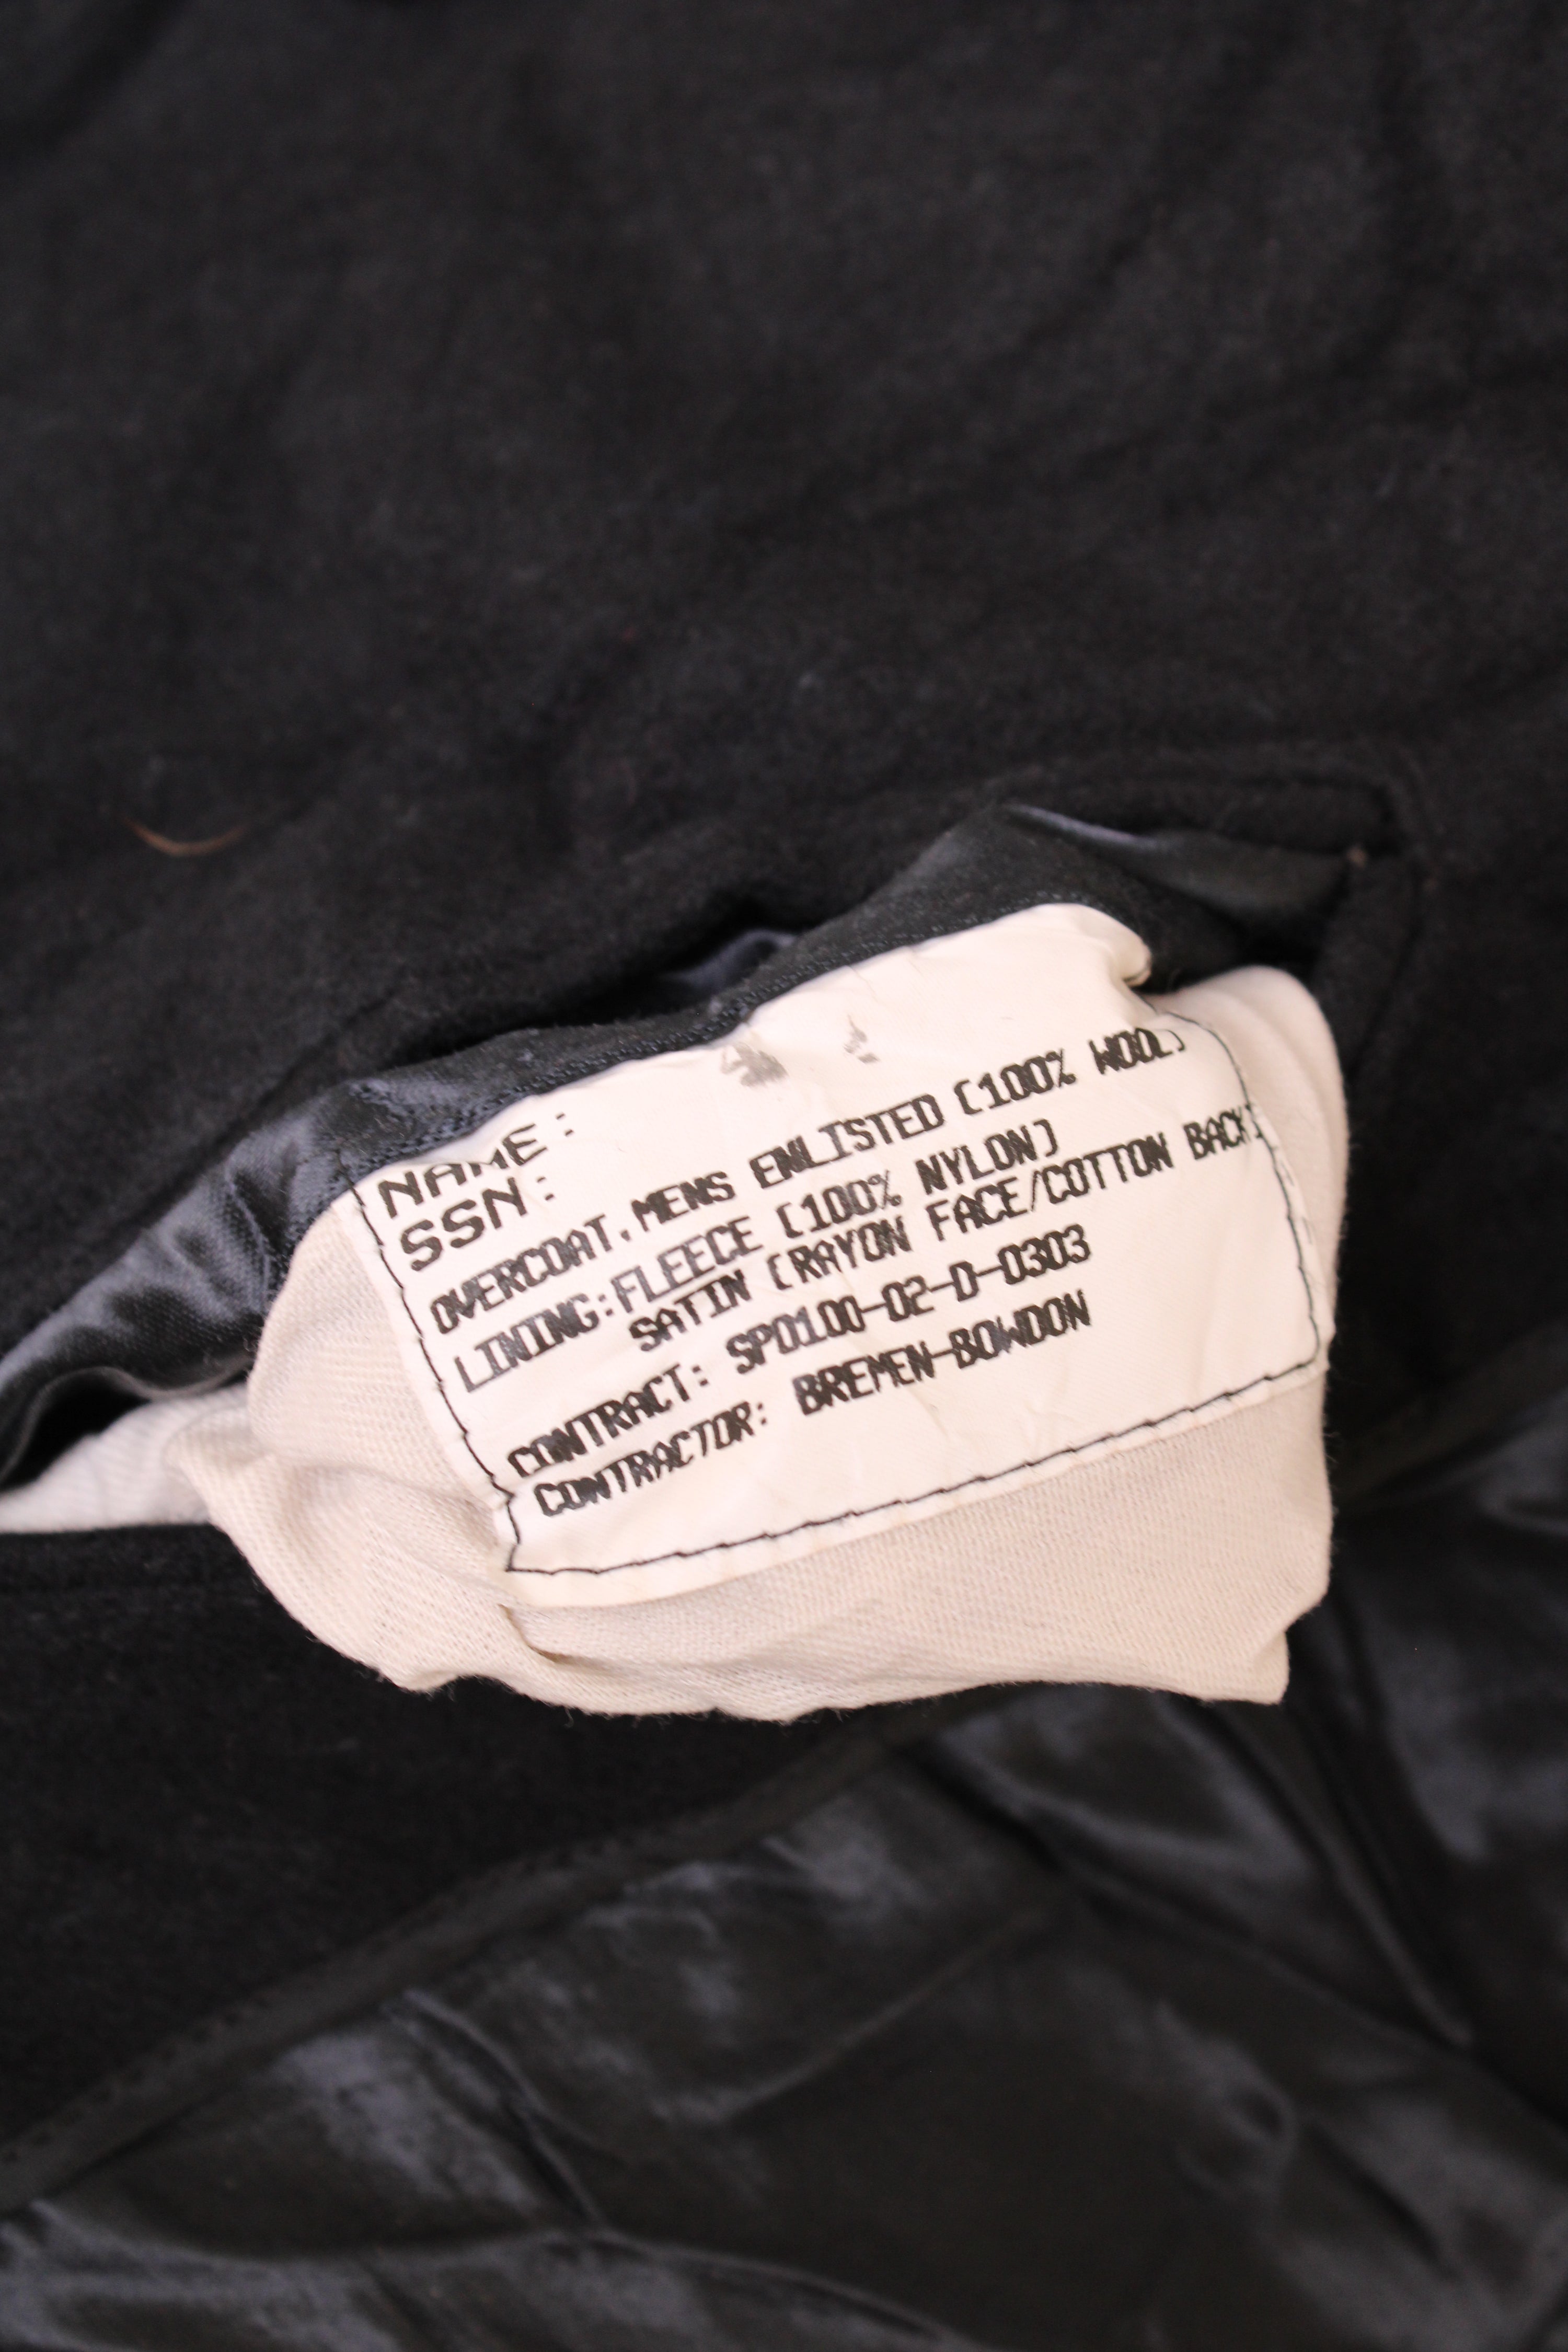 NAME:
SSN:
OVERCOAT, MENS ENLISTED (100% WOOL)
LINING: FLEECE (100% NYLON)
SATIN (RAYON FACE/COTTON BACK)
CONTRACT: SP0100-02-D-0303
CONTRACTOR: BREMEN-BOWDON